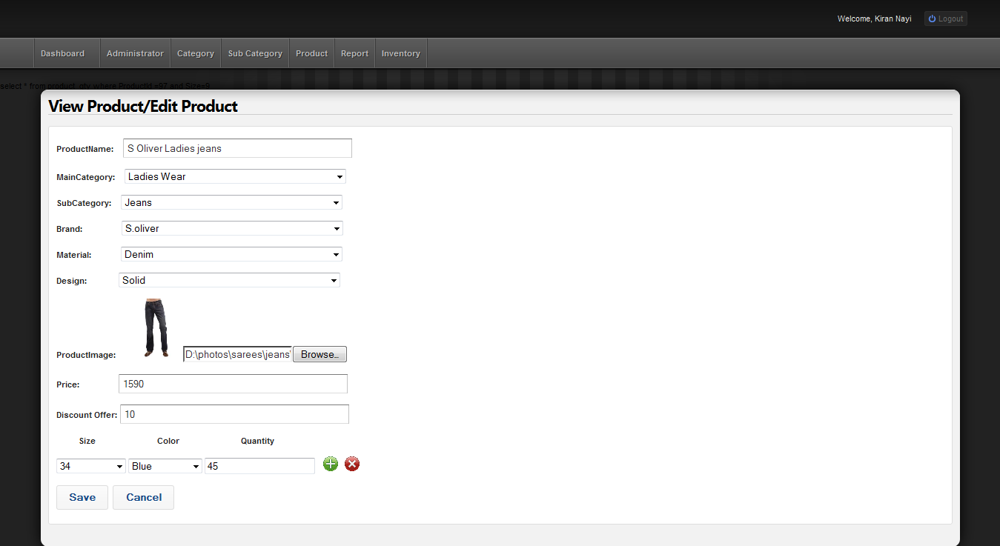 Welcome, Kiran Nayi Logout
Dashboard Administrator Category Sub Category Product Report Inventory
select * from product_qty where ProductId =97 and Size=9
View Product/Edit Product
ProductName: S Oliver Ladies jeans
MainCategory: Ladies Wear
SubCategory: Jeans
Brand: S.oliver
Material: Denim
Design: Solid
ProductImage: D:\photos\sarees\jeans\ Browse...
Price: 1590
Discount Offer: 10
Size Color Quantity
34 Blue 45
Save Cancel